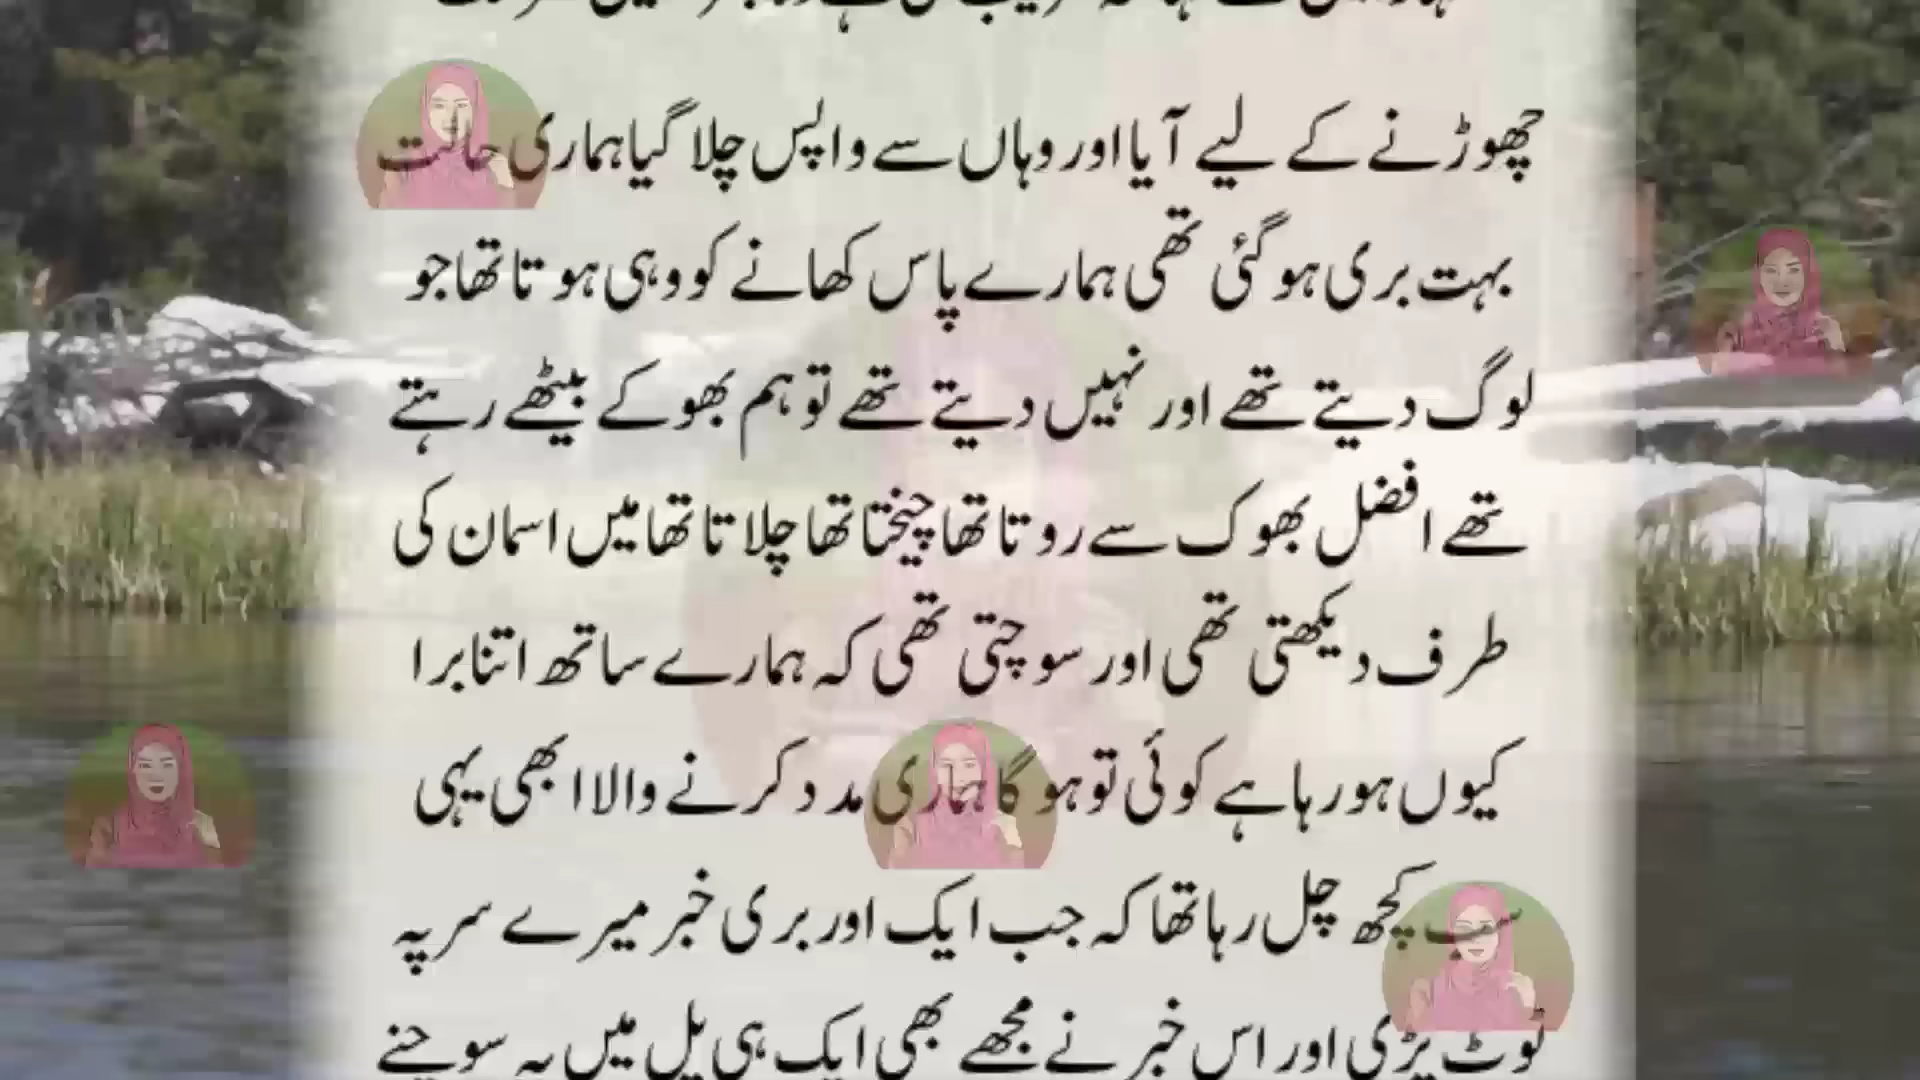 چھوڑنے کے لیے آیا اور وہاں سے واپس چلا گیا ہماری حالت
بہت بری ہو گئی تھی ہمارے پاس کھانے کو وہی ہوتا تھا جو
لوگ دیتے تھے اور نہیں دیتے تھے تو ہم بھوکے بیٹھے رہتے
تھے افضل بھوک سے روتا تھا چیختا تھا چلاتا تھا میں اسمان کی
طرف دیکھتی تھی اور سوچتی تھی کہ ہمارے ساتھ اتنا برا
کیوں ہو رہا ہے کوئی تو ہو گا ہماری مدد کرنے والا ابھی یہی
سب کچھ چل رہا تھا کہ جب ایک اور بری خبر میرے سر پہ
ٹوٹ پڑی اور اس خبر نے مجھے بھی ایک ہی پل میں یہ سوچنے